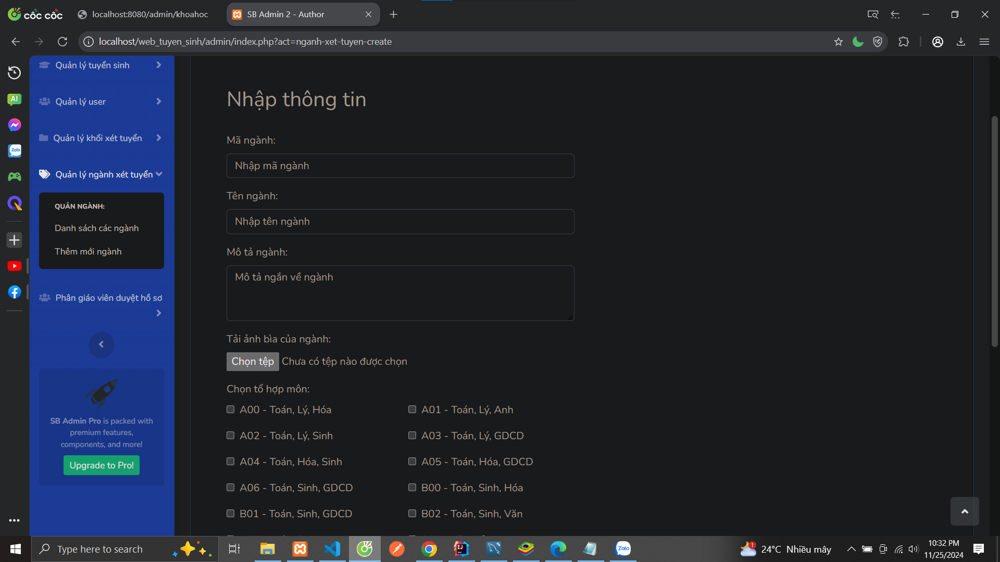 cốc cốc
localhost:8080/admin/khoahoc
SB Admin 2 - Author
localhost/web_tuyen_sinh/admin/index.php?act=nganh-xet-tuyen-create
AI
Zalo
Quản lý tuyển sinh
Quản lý user
Quản lý khối xét tuyển
Quản lý ngành xét tuyển
QUẢN NGÀNH:
Danh sách các ngành
Thêm mới ngành
Phân giáo viên duyệt hồ sơ
SB Admin Pro is packed with
premium features,
components, and more!
Upgrade to Pro!
Nhập thông tin
Mã ngành:
Nhập mã ngành
Tên ngành:
Nhập tên ngành
Mô tả ngành:
Mô tả ngắn về ngành
Tải ảnh bìa của ngành:
Chọn tệp Chưa có tệp nào được chọn
Chọn tổ hợp môn:
A00 - Toán, Lý, Hóa
A01 - Toán, Lý, Anh
A02 - Toán, Lý, Sinh
A03 - Toán, Lý, GDCD
A04 - Toán, Hóa, Sinh
A05 - Toán, Hóa, GDCD
A06 - Toán, Sinh, GDCD
B00 - Toán, Sinh, Hóa
B01 - Toán, Sinh, GDCD
B02 - Toán, Sinh, Văn
Type here to search
IJ
Zalo
1
24°C Nhiều mây
10:32 PM
11/25/2024